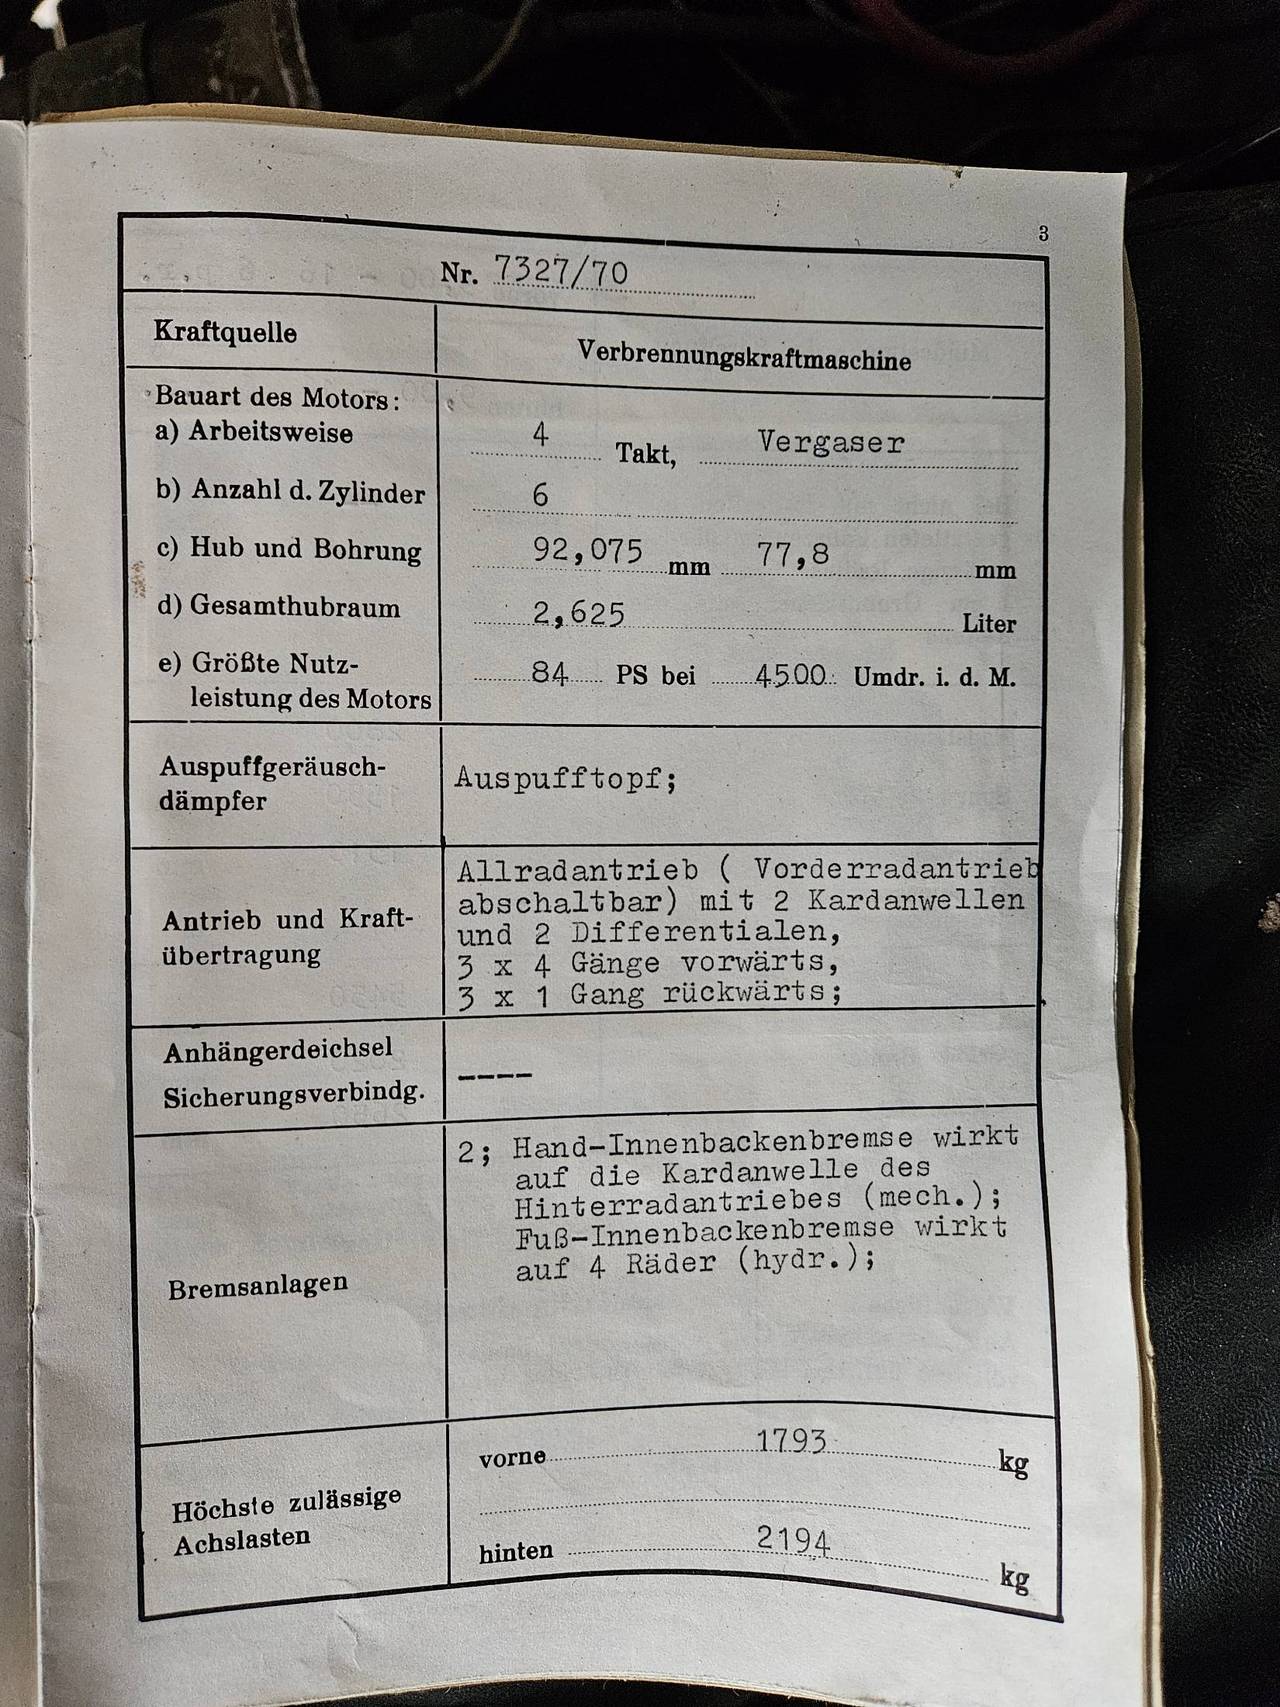 3
Nr. 7327/70
Kraftquelle
Verbrennungskraftmaschine
Bauart des Motors:
a) Arbeitsweise
4 Takt, Vergaser
b) Anzahl d. Zylinder
6
c) Hub und Bohrung
92,075 mm 77,8 mm
d) Gesamthubraum
2,625 Liter
e) Größte Nutz-
leistung des Motors
84 PS bei 4500 Umdr. i. d. M.
Auspuffgeräusch-
dämpfer
Auspufftopf;
Antrieb und Kraft-
übertragung
Allradantrieb ( Vorderradantrieb
abschaltbar) mit 2 Kardanwellen
und 2 Differentialen,
3 x 4 Gänge vorwärts,
3 x 1 Gang rückwärts;
Anhängerdeichsel
Sicherungsverbindg.
----
Bremsanlagen
2; Hand-Innenbackenbremse wirkt
auf die Kardanwelle des
Hinterradantriebes (mech.);
Fuß-Innenbackenbremse wirkt
auf 4 Räder (hydr.);
Höchste zulässige
Achslasten
vorne 1793 kg
hinten 2194 kg